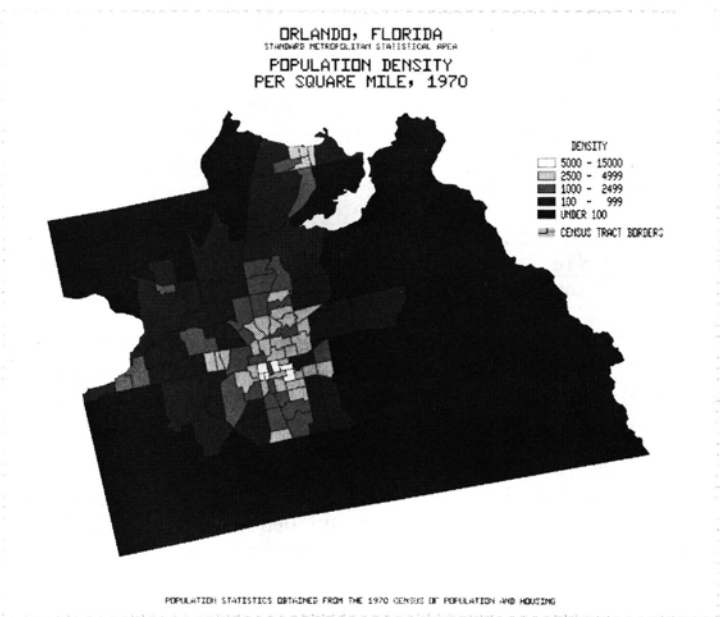 ORLANDO, FLORIDA
STANDARD METROPOLITAN STATISTICAL AREA
POPULATION DENSITY
PER SQUARE MILE, 1970
DENSITY
5000 - 15000
2500 - 4999
1000 - 2499
100 - 999
UNDER 100
CENSUS TRACT BORDERS
POPULATION STATISTICS OBTAINED FROM THE 1970 CENSUS OF POPULATION AND HOUSING